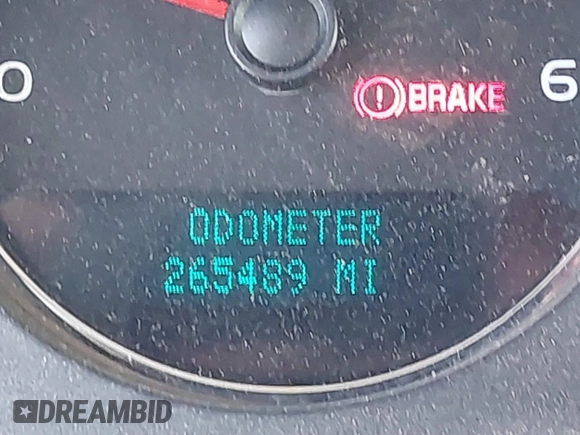 0
6
BRAKE
ODOMETER
265489 MI
DREAMBID